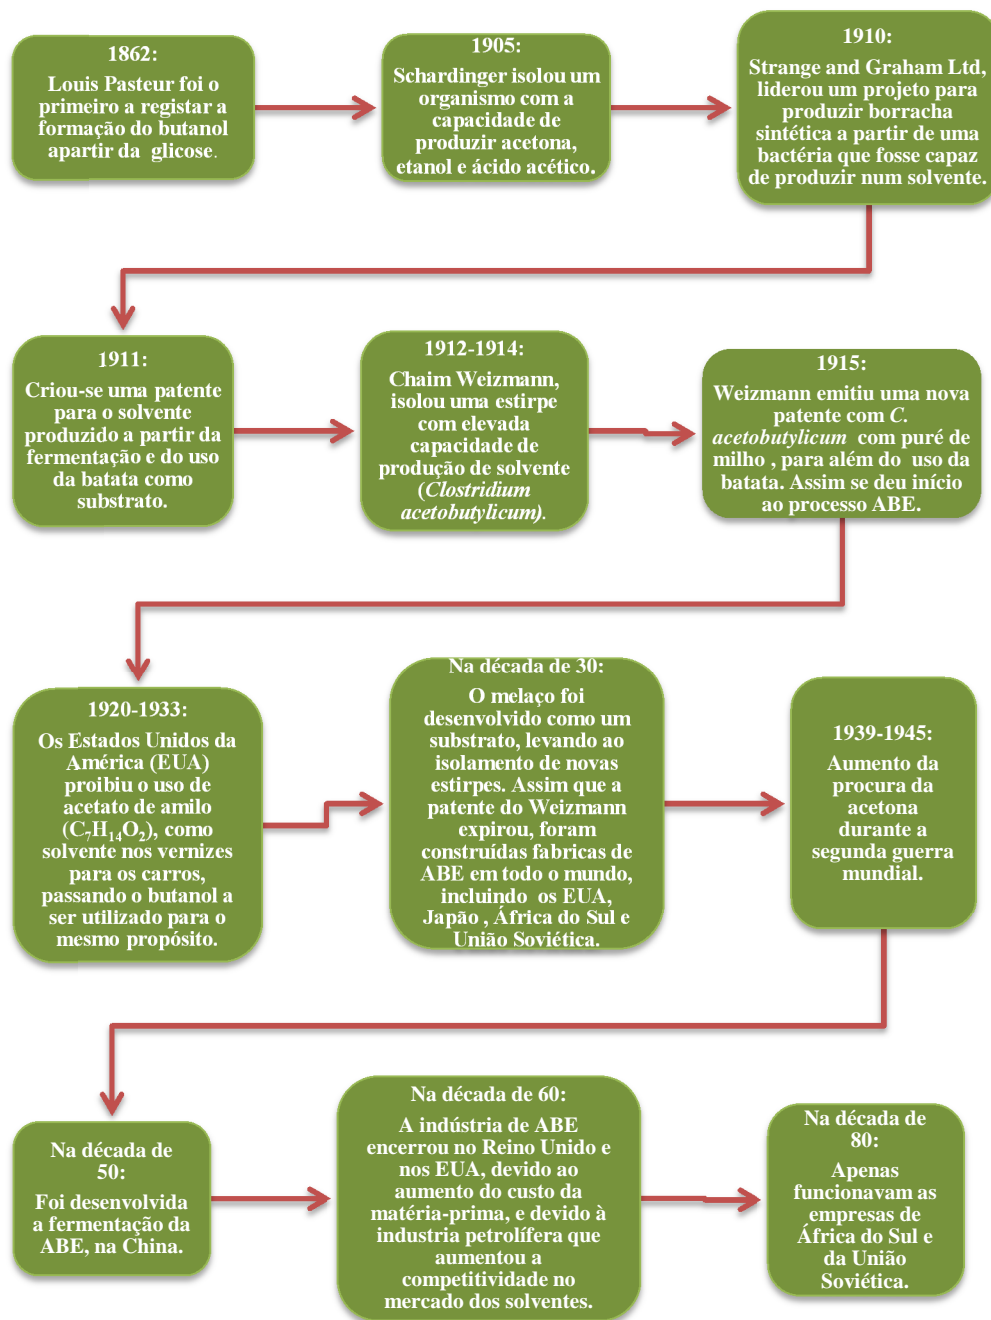 1862:
Louis Pasteur foi o
primeiro a registar a
formação do butanol
apartir da glicose.
1905:
Schardinger isolou um
organismo com a
capacidade de
produzir acetona,
etanol e ácido acético.
1910:
Strange and Graham Ltd,
liderou um projeto para
produzir borracha
sintética a partir de uma
bactéria que fosse capaz
de produzir num solvente.
1911:
Criou-se uma patente
para o solvente
produzido a partir da
fermentação e do uso
da batata como
substrato.
1912-1914:
Chaim Weizmann,
isolou uma estirpe
com elevada
capacidade de
produção de solvente
(Clostridium
acetobutylicum).
1915:
Weizmann emitiu uma nova
patente com C.
acetobutylicum com puré de
milho , para além do uso da
batata. Assim se deu início
ao processo ABE.
1920-1933:
Os Estados Unidos da
América (EUA)
proibiu o uso de
acetato de amilo
(C₇H₁₄O₂), como
solvente nos vernizes
para os carros,
passando o butanol a
ser utilizado para o
mesmo propósito.
Na década de 30:
O melaço foi
desenvolvido como um
substrato, levando ao
isolamento de novas
estirpes. Assim que a
patente do Weizmann
expirou, foram
construídas fabricas de
ABE em todo o mundo,
incluindo os EUA,
Japão , África do Sul e
União Soviética.
1939-1945:
Aumento da
procura da
acetona
durante a
segunda guerra
mundial.
Na década de
50:
Foi desenvolvida
a fermentação da
ABE, na China.
Na década de 60:
A indústria de ABE
encerrou no Reino Unido e
nos EUA, devido ao
aumento do custo da
matéria-prima, e devido à
industria petrolífera que
aumentou a
competitividade no
mercado dos solventes.
Na década de
80:
Apenas
funcionavam as
empresas de
África do Sul e
da União
Soviética.